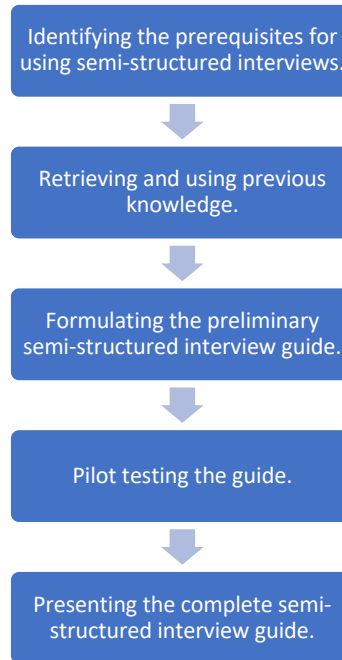 Identifying the prerequisites for
using semi-structured interviews.
Retrieving and using previous
knowledge.
Formulating the preliminary
semi-structured interview guide.
Pilot testing the guide.
Presenting the complete semi-
structured interview guide.